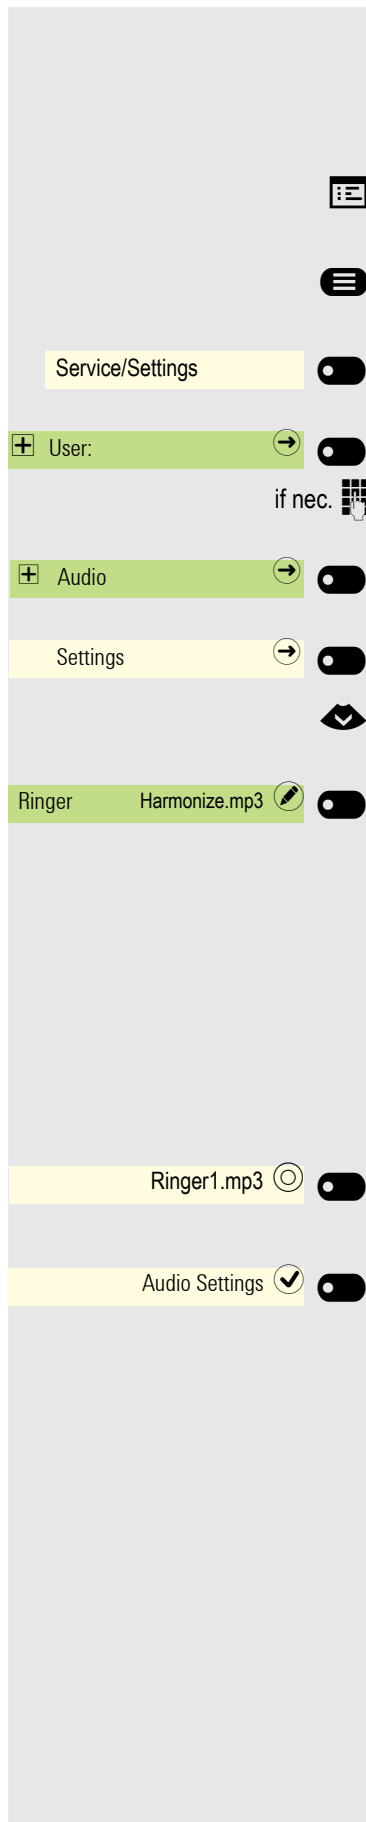 Service/Settings
User:
if nec.
Audio
Settings
Ringer Harmonize.mp3
Ringer1.mp3
Audio Settings